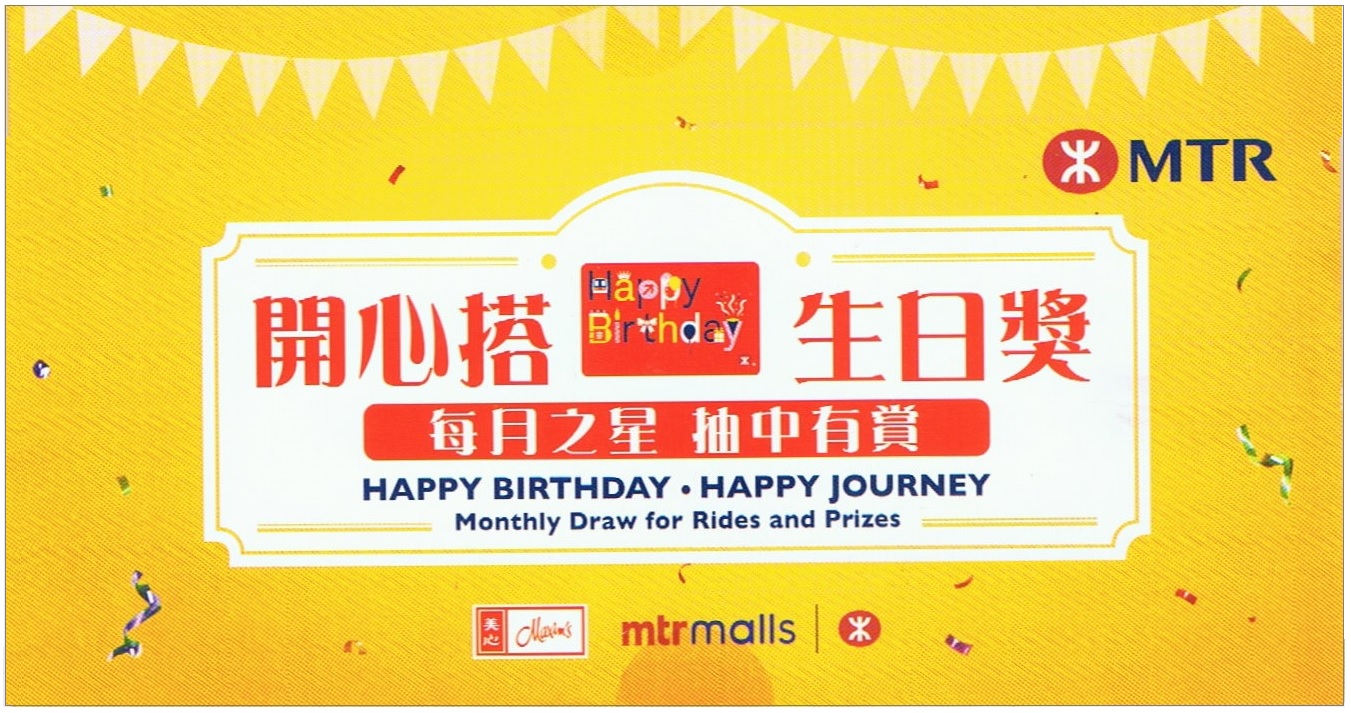 MTR
開心搭
Happy
Birthday
生日獎
每月之星 抽中有賞
HAPPY BIRTHDAY • HAPPY JOURNEY
Monthly Draw for Rides and Prizes
美心 Maxim's
mtrmalls